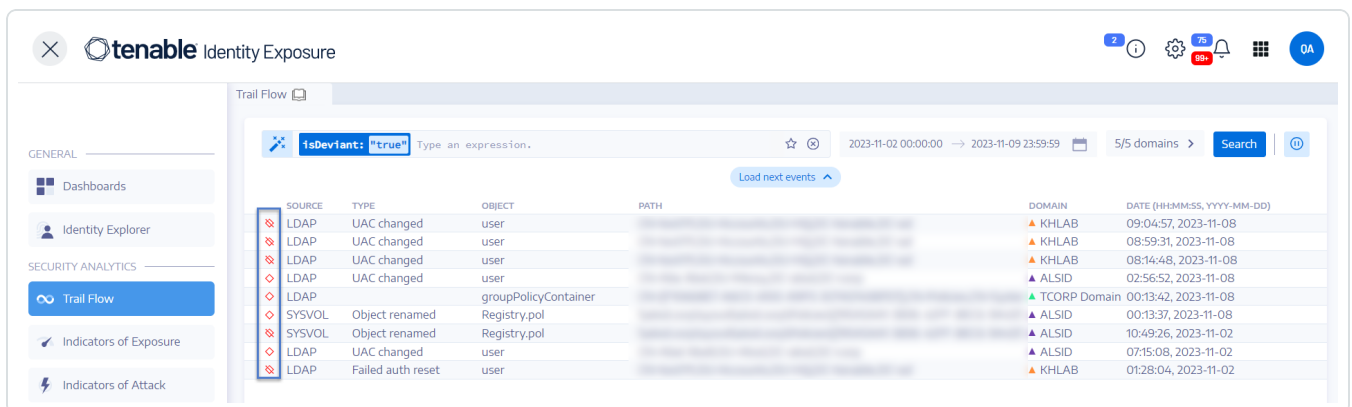 tenable Identity Exposure
2 75 99+ QA
Trail Flow
isDeviant: "true" Type an expression. 2023-11-02 00:00:00 → 2023-11-09 23:59:59 5/5 domains > Search
Load next events
GENERAL
Dashboards
Identity Explorer
SECURITY ANALYTICS
Trail Flow
Indicators of Exposure
Indicators of Attack
SOURCE TYPE OBJECT PATH DOMAIN DATE (HH:MM:SS, YYYY-MM-DD)
LDAP UAC changed user KHLAB 09:04:57, 2023-11-08
LDAP UAC changed user KHLAB 08:59:31, 2023-11-08
LDAP UAC changed user KHLAB 08:14:48, 2023-11-08
LDAP UAC changed user ALSID 02:56:52, 2023-11-08
LDAP groupPolicyContainer TCORP Domain 00:13:42, 2023-11-08
SYSVOL Object renamed Registry.pol ALSID 00:13:37, 2023-11-08
SYSVOL Object renamed Registry.pol ALSID 10:49:26, 2023-11-02
LDAP UAC changed user ALSID 07:15:08, 2023-11-02
LDAP Failed auth reset user KHLAB 01:28:04, 2023-11-02